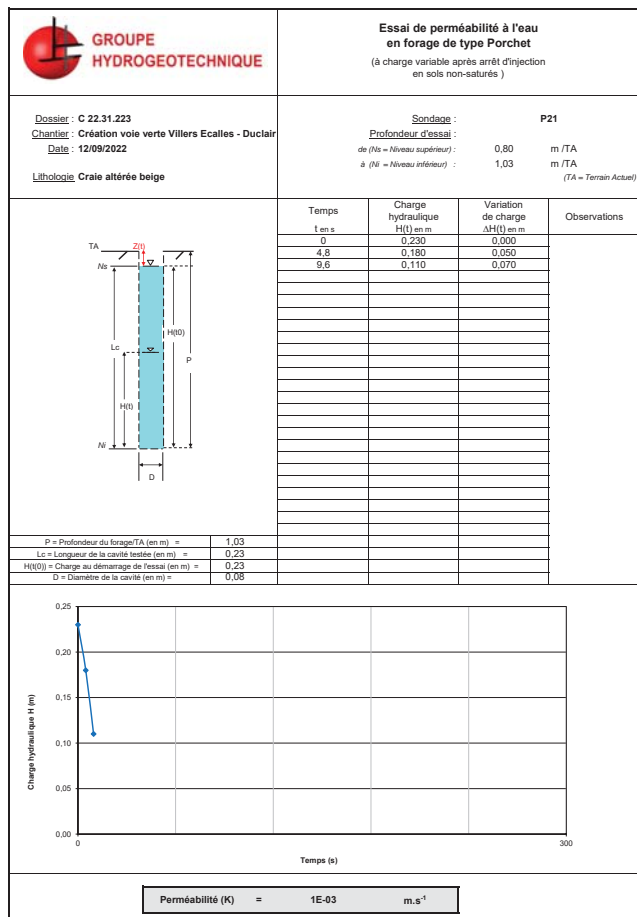 GROUPE
HYDROGEOTECHNIQUE
Essai de perméabilité à l'eau
en forage de type Porchet
(à charge variable après arrêt d'injection
en sols non-saturés )
Dossier : C 22.31.223
Chantier : Création voie verte Villers Ecalles - Duclair
Date : 12/09/2022
Lithologie Craie altérée beige
Sondage : P21
Profondeur d'essai :
de (Ns = Niveau supérieur) : 0,80 m /TA
à (Ni = Niveau inférieur) : 1,03 m /TA
(TA = Terrain Actuel)
Temps t en s Charge hydraulique H(t) en m Variation de charge ΔH(t) en m Observations
0 0,230 0,000
4,8 0,180 0,050
9,6 0,110 0,070
TA Z(t)
Ns
H(t0)
Lc
P
H(t)
Ni
D
P = Profondeur du forage/TA (en m) = 1,03
Lc = Longueur de la cavité testée (en m) = 0,23
H(t(0)) = Charge au démarrage de l'essai (en m) = 0,23
D = Diamètre de la cavité (en m) = 0,08
Charge hydraulique H (m)
0,25
0,20
0,15
0,10
0,05
0,00
0 300
Temps (s)
Perméabilité (K) = 1E-03 m.s⁻¹